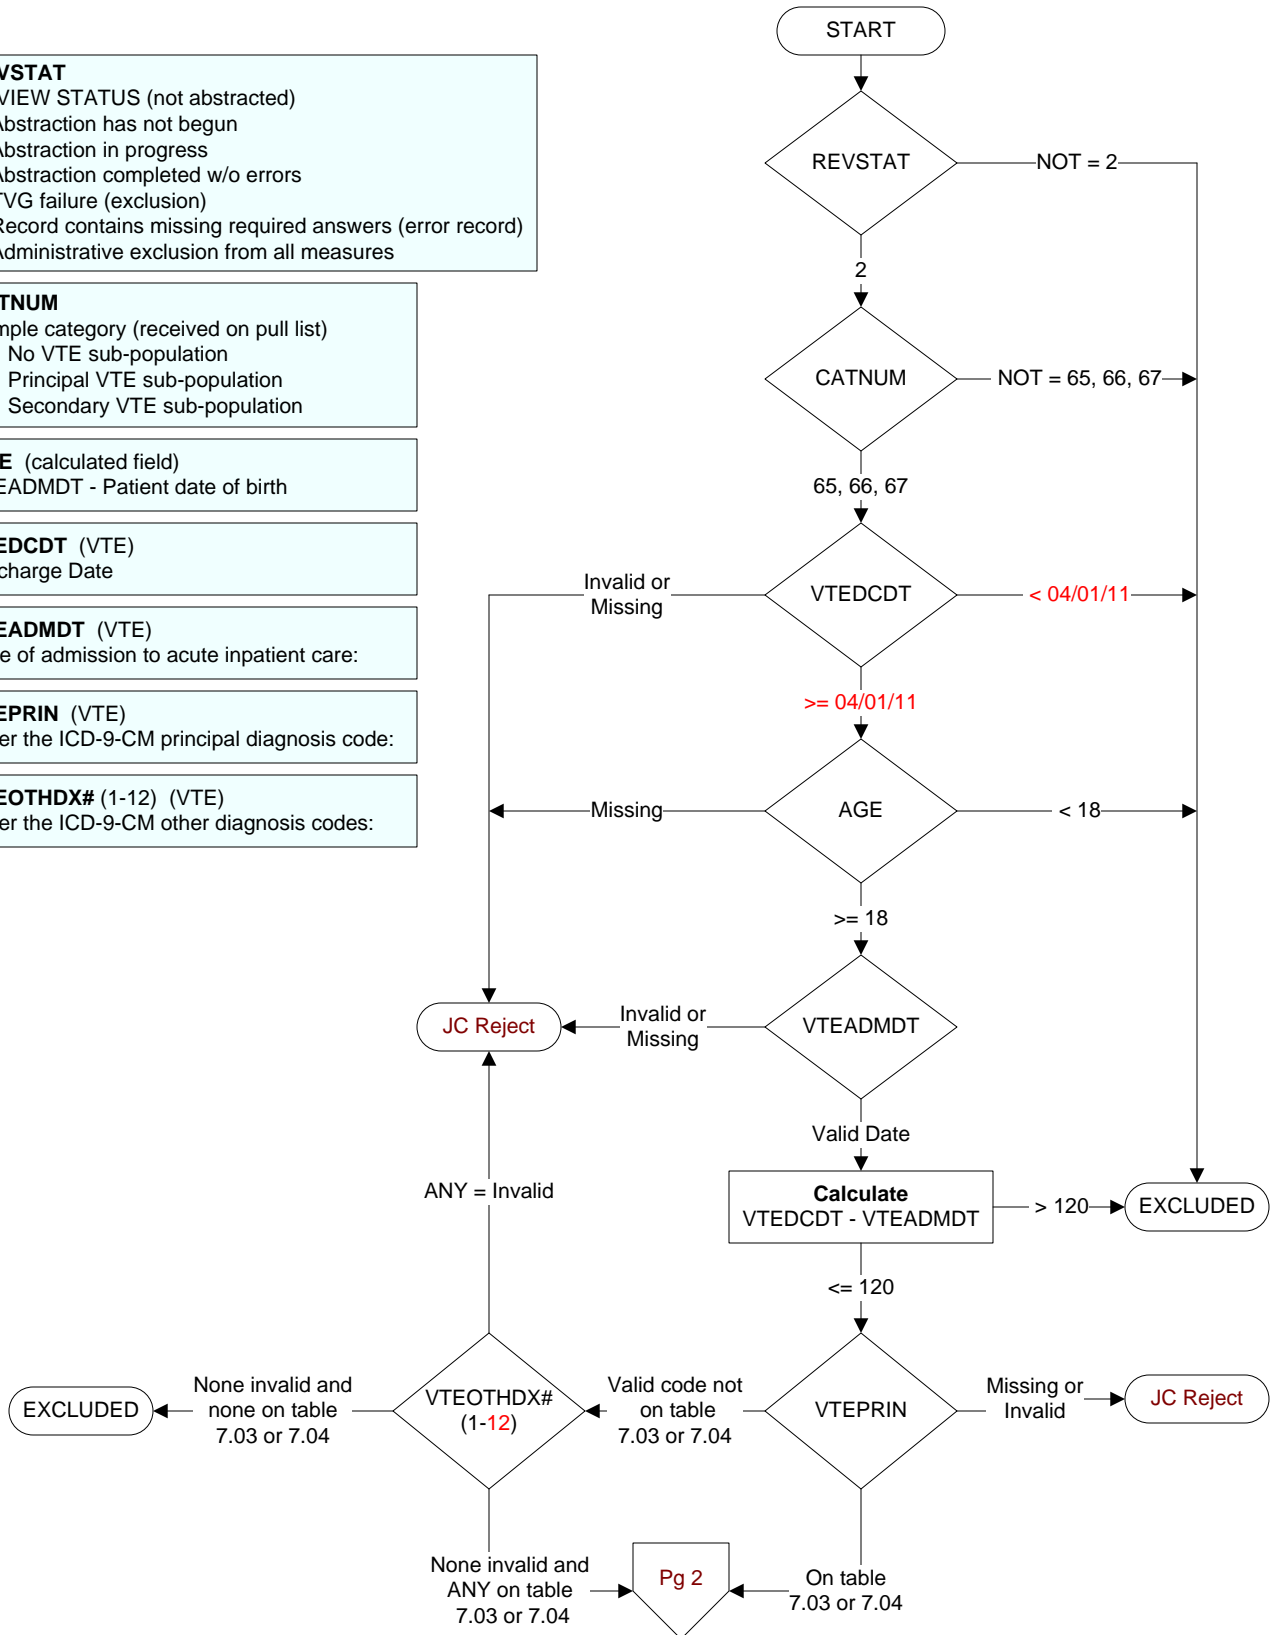 START
VSTAT
VIEW STATUS (not abstracted)
Abstraction has not begun
Abstraction in progress
Abstraction completed w/o errors
TVG failure (exclusion)
Record contains missing required answers (error record)
Administrative exclusion from all measures
REVSTAT
NOT = 2
2
TNUM
mple category (received on pull list)
No VTE sub-population
Principal VTE sub-population
Secondary VTE sub-population
CATNUM
NOT = 65, 66, 67
65, 66, 67
E (calculated field)
EADMDT - Patient date of birth
EDCDT (VTE)
charge Date
Invalid or
Missing
VTEDCDT
< 04/01/11
>= 04/01/11
EADMDT (VTE)
e of admission to acute inpatient care:
EPRIN (VTE)
er the ICD-9-CM principal diagnosis code:
EOTHDX# (1-12) (VTE)
er the ICD-9-CM other diagnosis codes:
Missing
AGE
< 18
>= 18
JC Reject
Invalid or
Missing
VTEADMDT
Valid Date
ANY = Invalid
Calculate
VTEDCDT - VTEADMDT
> 120
EXCLUDED
<= 120
EXCLUDED
None invalid and
none on table
7.03 or 7.04
VTEOTHDX#
(1-12)
Valid code not
on table
7.03 or 7.04
VTEPRIN
Missing or
Invalid
JC Reject
None invalid and
ANY on table
7.03 or 7.04
Pg 2
On table
7.03 or 7.04